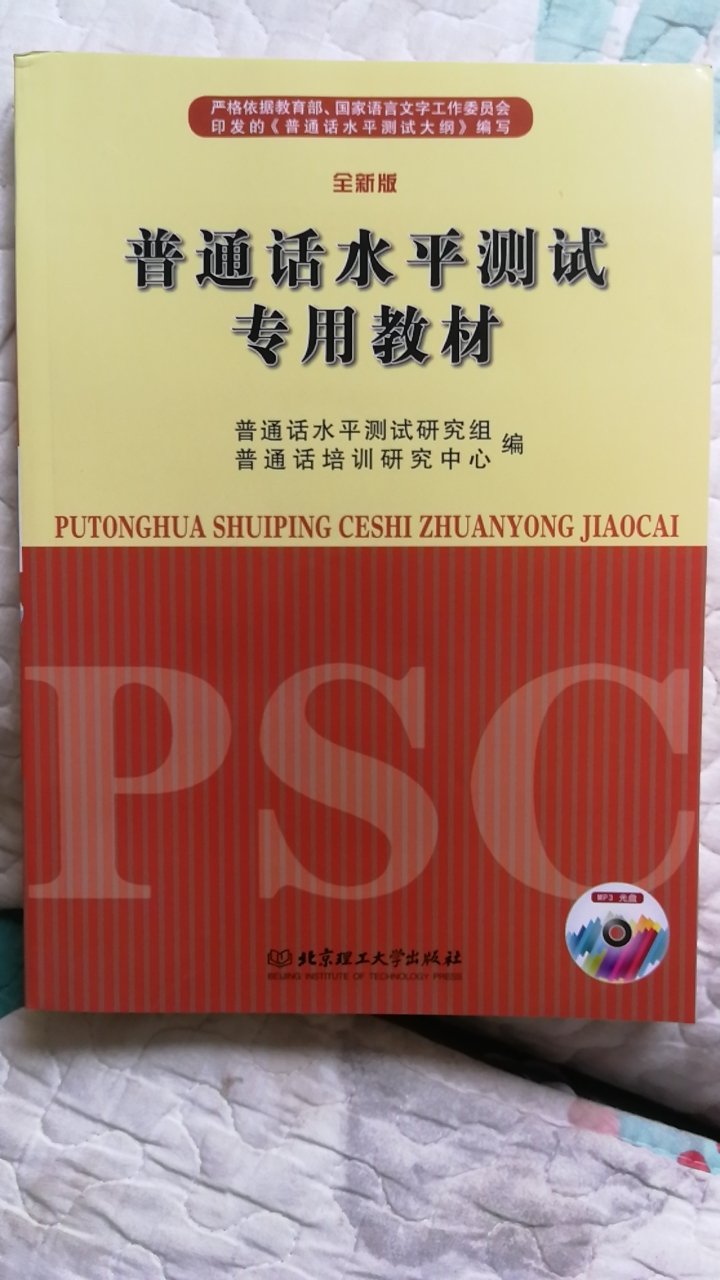 严格依据教育部、国家语言文字工作委员会
印发的《普通话水平测试大纲》编写
全新版
普通话水平测试
专用教材
普通话水平测试研究组
普通话培训研究中心
编
PUTONGHUA SHUIPING CESHI ZHUANYONG JIAOCAI
PSC
MP3 光盘
北京理工大学出版社
BEIJING INSTITUTE OF TECHNOLOGY PRESS